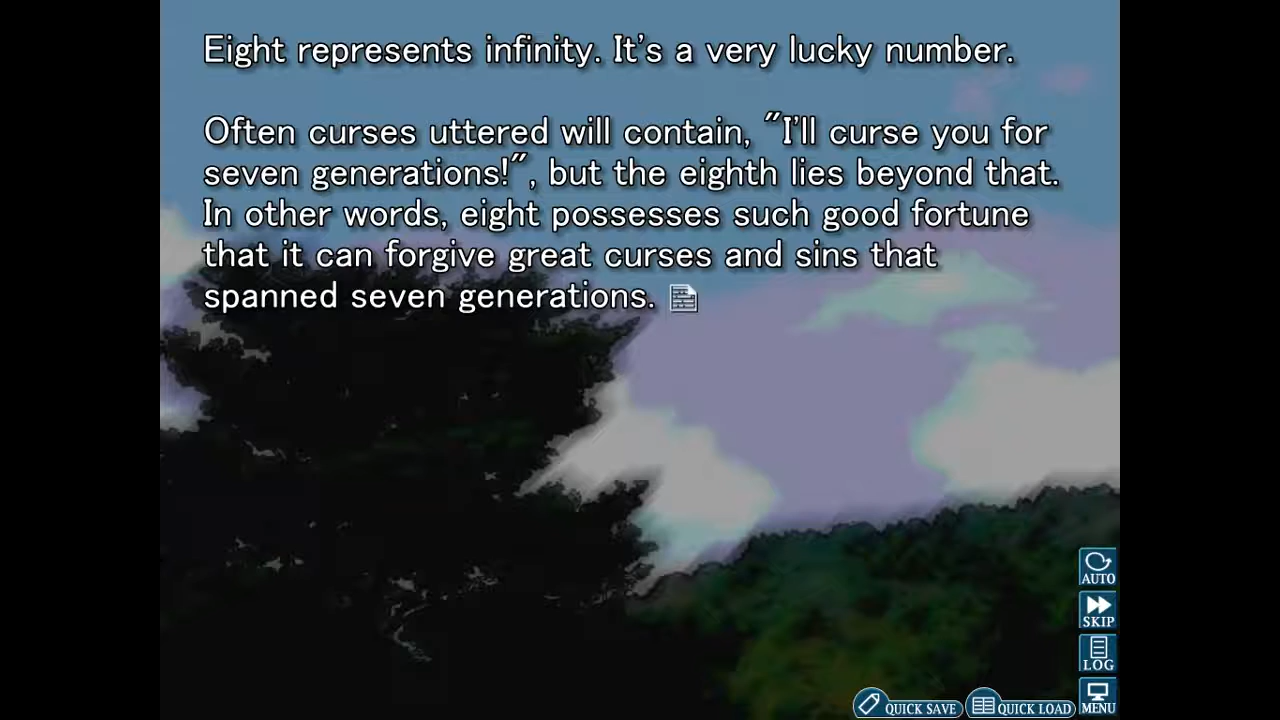 Eight represents infinity. It's a very lucky number.
Often curses uttered will contain, "I'll curse you for
seven generations!", but the eighth lies beyond that.
In other words, eight possesses such good fortune
that it can forgive great curses and sins that
spanned seven generations.
AUTO
SKIP
LOG
MENU
QUICK SAVE
QUICK LOAD